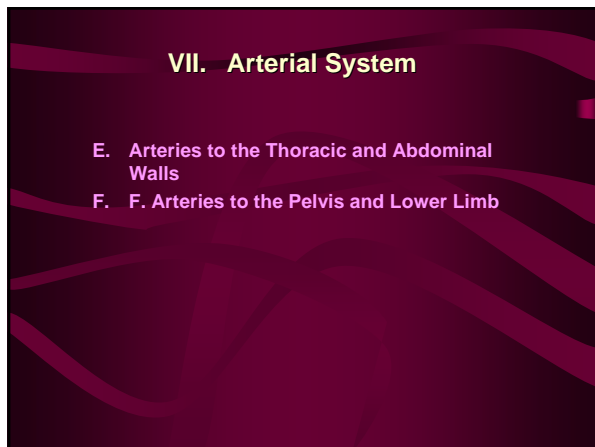 VII. Arterial System
E. Arteries to the Thoracic and Abdominal
Walls
F. F. Arteries to the Pelvis and Lower Limb